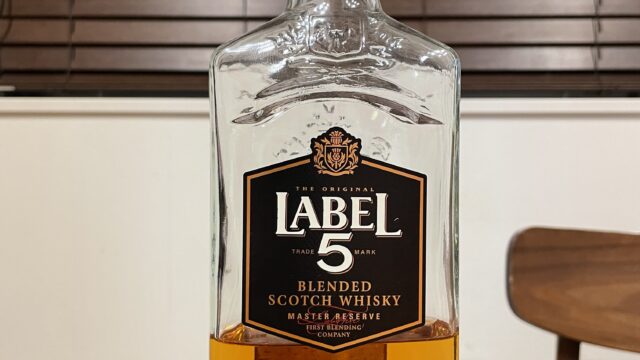 THE ORIGINAL
LABEL
5
TRADE MARK
BLENDED
SCOTCH WHISKY
MASTER RESERVE
FIRST BLENDING
COMPANY